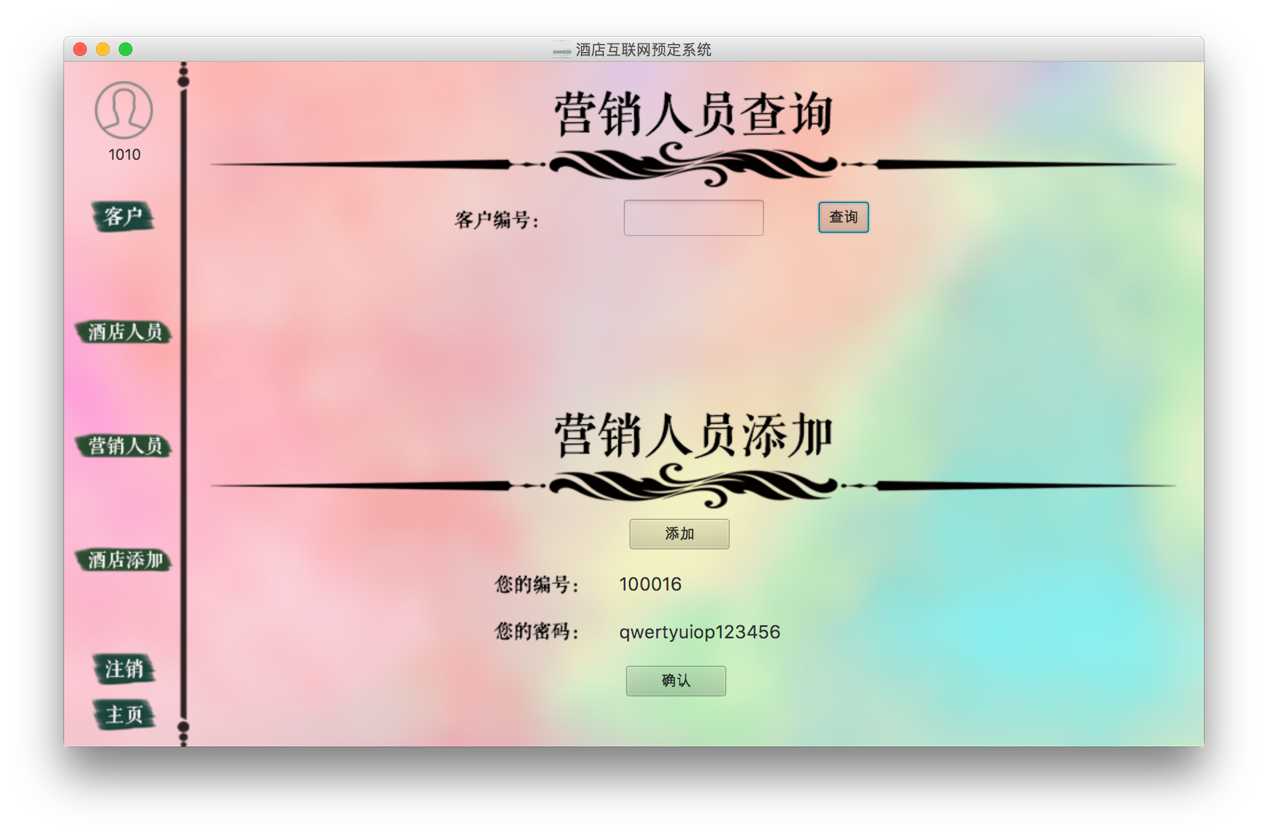 酒店互联网预定系统
1010
客户
酒店人员
营销人员
酒店添加
注销
主页
营销人员查询
客户编号：
查询
营销人员添加
添加
您的编号： 100016
您的密码： qwertyuiop123456
确认